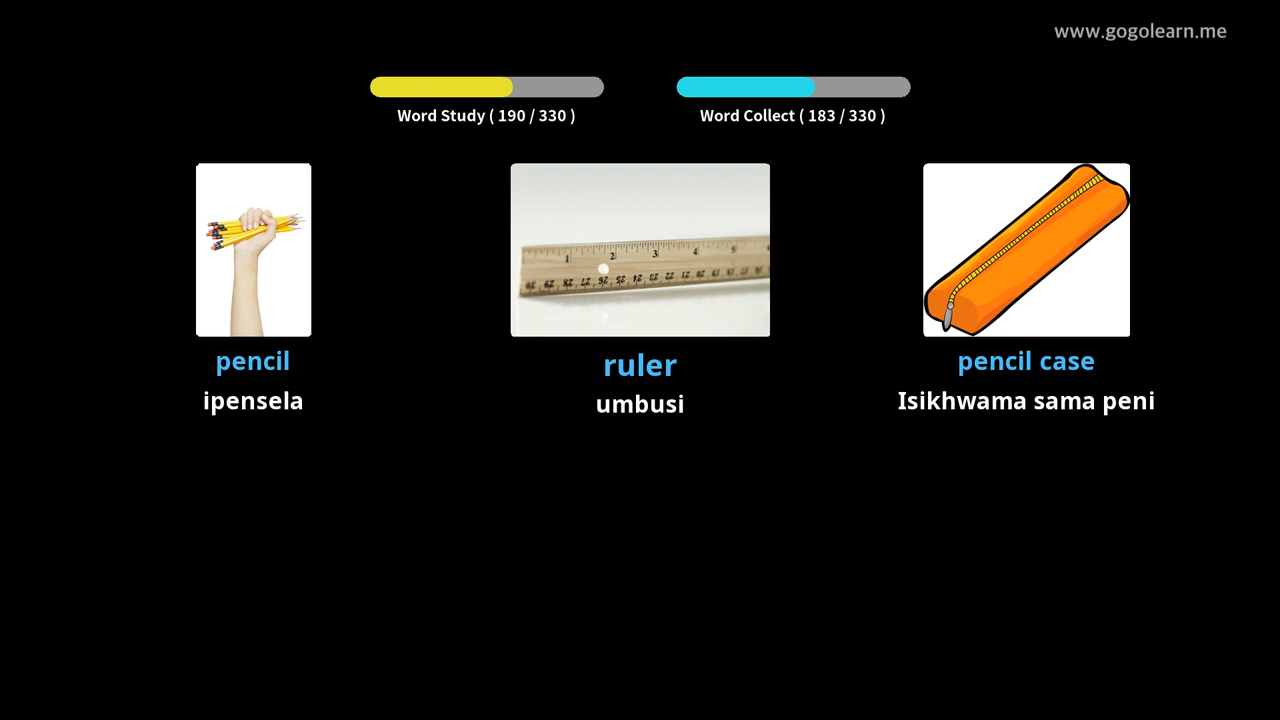 www.gogolearn.me
Word Study ( 190 / 330 )
Word Collect ( 183 / 330 )
pencil
ipensela
ruler
umbusi
pencil case
Isikhwama sama peni